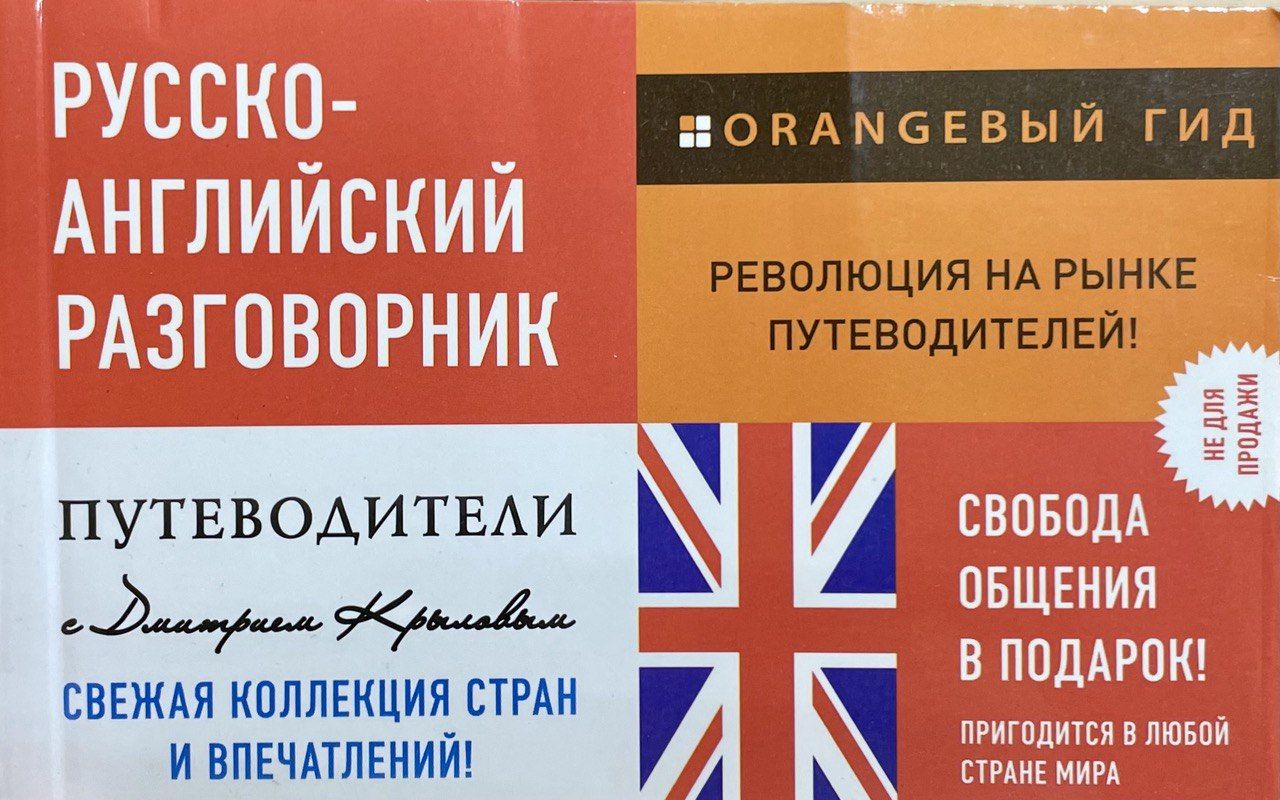 РУССКО-
АНГЛИЙСКИЙ
РАЗГОВОРНИК
ORANGEВЫЙ ГИД
РЕВОЛЮЦИЯ НА РЫНКЕ
ПУТЕВОДИТЕЛЕЙ!
НЕ ДЛЯ
ПРОДАЖИ
ПУТЕВОДИТЕЛИ
с Дмитрием Крыловым
СВЕЖАЯ КОЛЛЕКЦИЯ СТРАН
И ВПЕЧАТЛЕНИЙ!
СВОБОДА
ОБЩЕНИЯ
В ПОДАРОК!
ПРИГОДИТСЯ В ЛЮБОЙ
СТРАНЕ МИРА